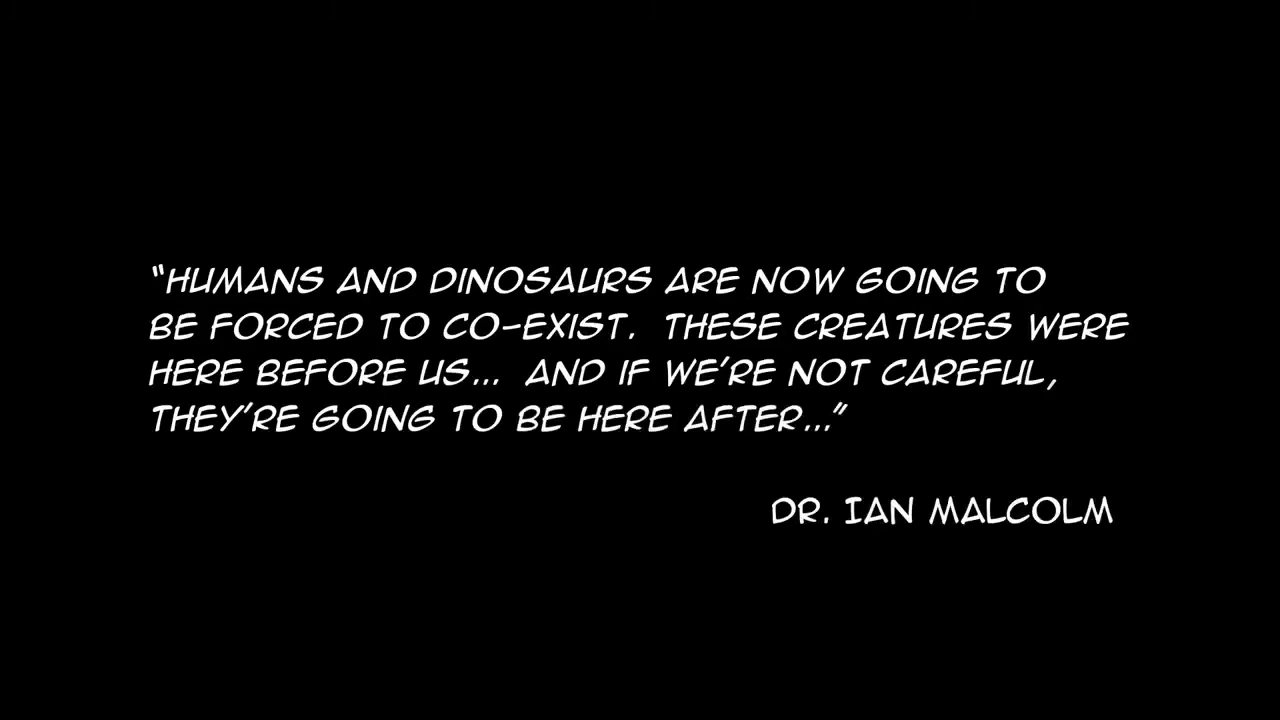 “HUMANS AND DINOSAURS ARE NOW GOING TO
BE FORCED TO CO-EXIST. THESE CREATURES WERE
HERE BEFORE US... AND IF WE'RE NOT CAREFUL,
THEY'RE GOING TO BE HERE AFTER...”
DR. IAN MALCOLM